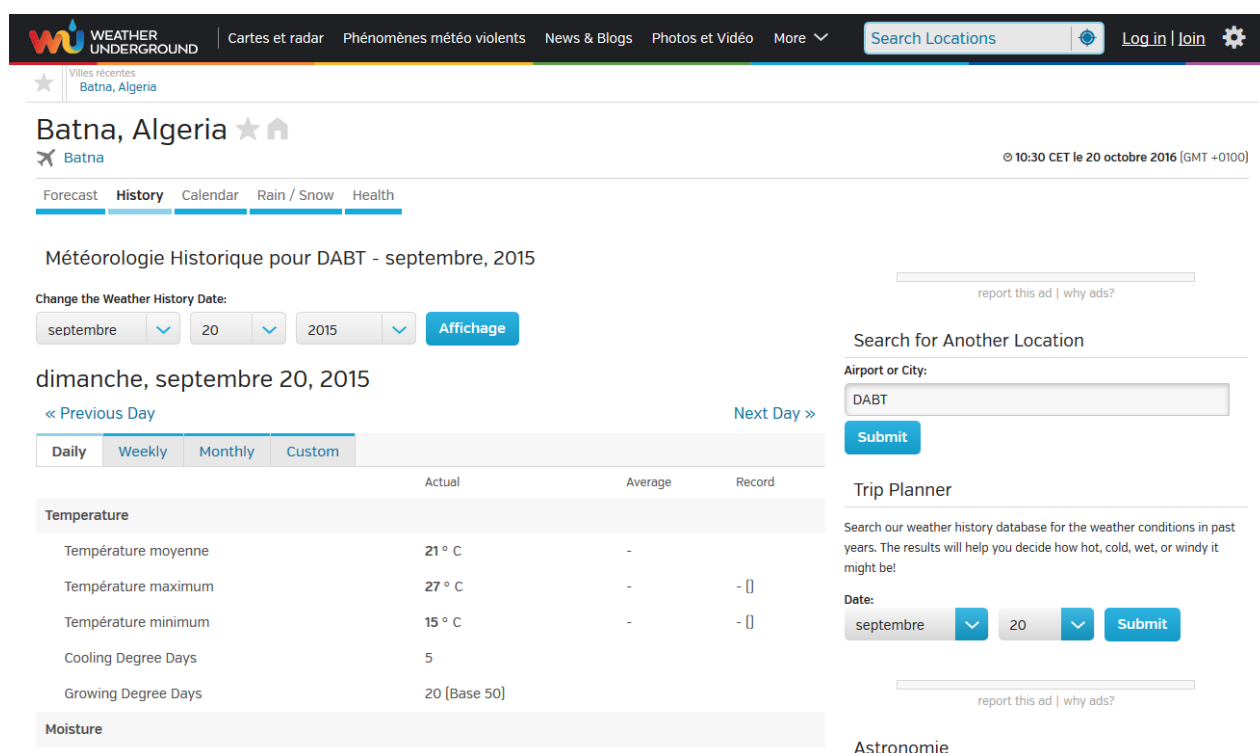 WEATHER UNDERGROUND
Cartes et radar Phénomènes météo violents News & Blogs Photos et Vidéo More Search Locations Log in | Join
Villes récentes
Batna, Algeria
Batna, Algeria
Batna
10:30 CET le 20 octobre 2016 (GMT +0100)
Forecast History Calendar Rain / Snow Health
Météorologie Historique pour DABT - septembre, 2015
Change the Weather History Date:
septembre 20 2015 Affichage
dimanche, septembre 20, 2015
« Previous Day Next Day »
Daily Weekly Monthly Custom
Actual Average Record
Temperature
Température moyenne 21 ° C -
Température maximum 27 ° C - - ()
Température minimum 15 ° C - - ()
Cooling Degree Days 5
Growing Degree Days 20 (Base 50)
Moisture
report this ad | why ads?
Search for Another Location
Airport or City:
DABT
Submit
Trip Planner
Search our weather history database for the weather conditions in past
years. The results will help you decide how hot, cold, wet, or windy it
might be!
Date:
septembre 20 Submit
report this ad | why ads?
Astronomie